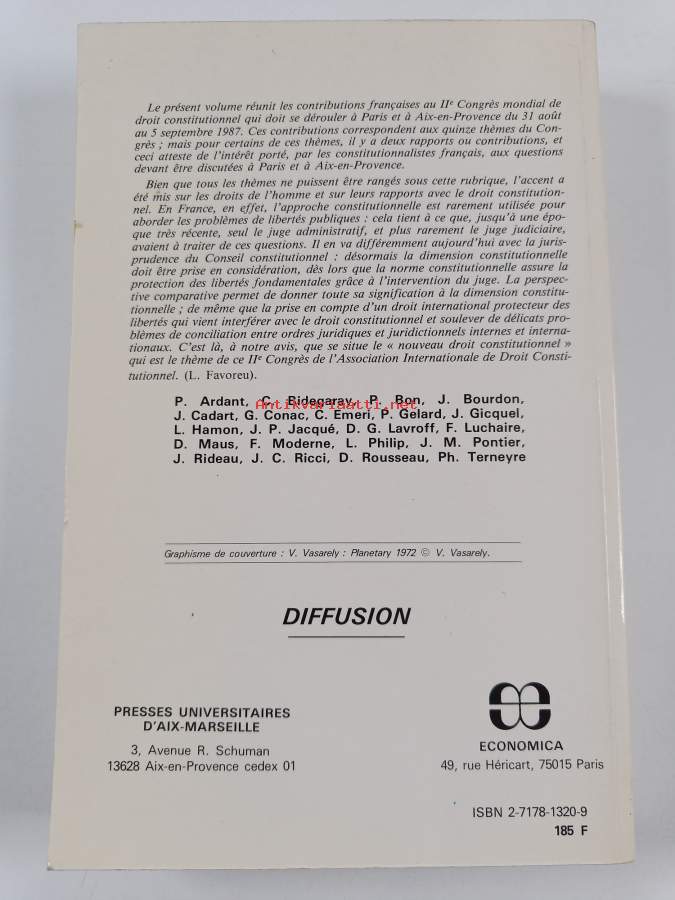 Le présent volume réunit les contributions françaises au IIe Congrès mondial de
droit constitutionnel qui doit se dérouler à Paris et à Aix-en-Provence du 31 août
au 5 septembre 1987. Ces contributions correspondent aux quinze thèmes du Con-
grès ; mais pour certains de ces thèmes, il y a deux rapports ou contributions, et
ceci atteste de l'intérêt porté, par les constitutionnalistes français, aux questions
devant être discutées à Paris et à Aix-en-Provence.
Bien que tous les thèmes ne puissent être rangés sous cette rubrique, l'accent a
été mis sur les droits de l'homme et sur leurs rapports avec le droit constitution-
nel. En France, en effet, l'approche constitutionnelle est rarement utilisée pour
aborder les problèmes de libertés publiques : cela tient à ce que, jusqu'à une épo-
que très récente, seul le juge administratif, et plus rarement le juge judiciaire,
avaient à traiter de ces questions. Il en va différemment aujourd'hui avec la juris-
prudence du Conseil constitutionnel : désormais la dimension constitutionnelle
doit être prise en considération, dès lors que la norme constitutionnelle assure la
protection des libertés fondamentales grâce à l'intervention du juge. La perspec-
tive comparative permet de donner toute sa signification à la dimension constitu-
tionnelle ; de même que la prise en compte d'un droit international protecteur des
libertés qui vient interférer avec le droit constitutionnel et soulever de délicats pro-
blèmes de conciliation entre ordres juridiques et juridictionnels internes et interna-
tionaux. C'est là, à notre avis, que se situe le « nouveau droit constitutionnel »
qui est le thème de ce IIe Congrès de l'Association Internationale de Droit Consti-
tutionnel. (L. Favoreu).
P. Ardant, C. Bidegaray, P. Bon, J. Bourdon,
Antikvariaatti.net
J. Cadart, G. Conac, C. Emeri, P. Gelard, J. Gicquel,
L. Hamon, J. P. Jacqué, D. G. Lavroff, F. Luchaire,
D. Maus, F. Moderne, L. Philip, J. M. Pontier,
J. Rideau, J. C. Ricci, D. Rousseau, Ph. Terneyre
Graphisme de couverture : V. Vasarely : Planetary 1972 © V. Vasarely.
DIFFUSION
PRESSES UNIVERSITAIRES
D'AIX-MARSEILLE
3, Avenue R. Schuman
13628 Aix-en-Provence cedex 01
ECONOMICA
49, rue Héricart, 75015 Paris
ISBN 2-7178-1320-9
185 F